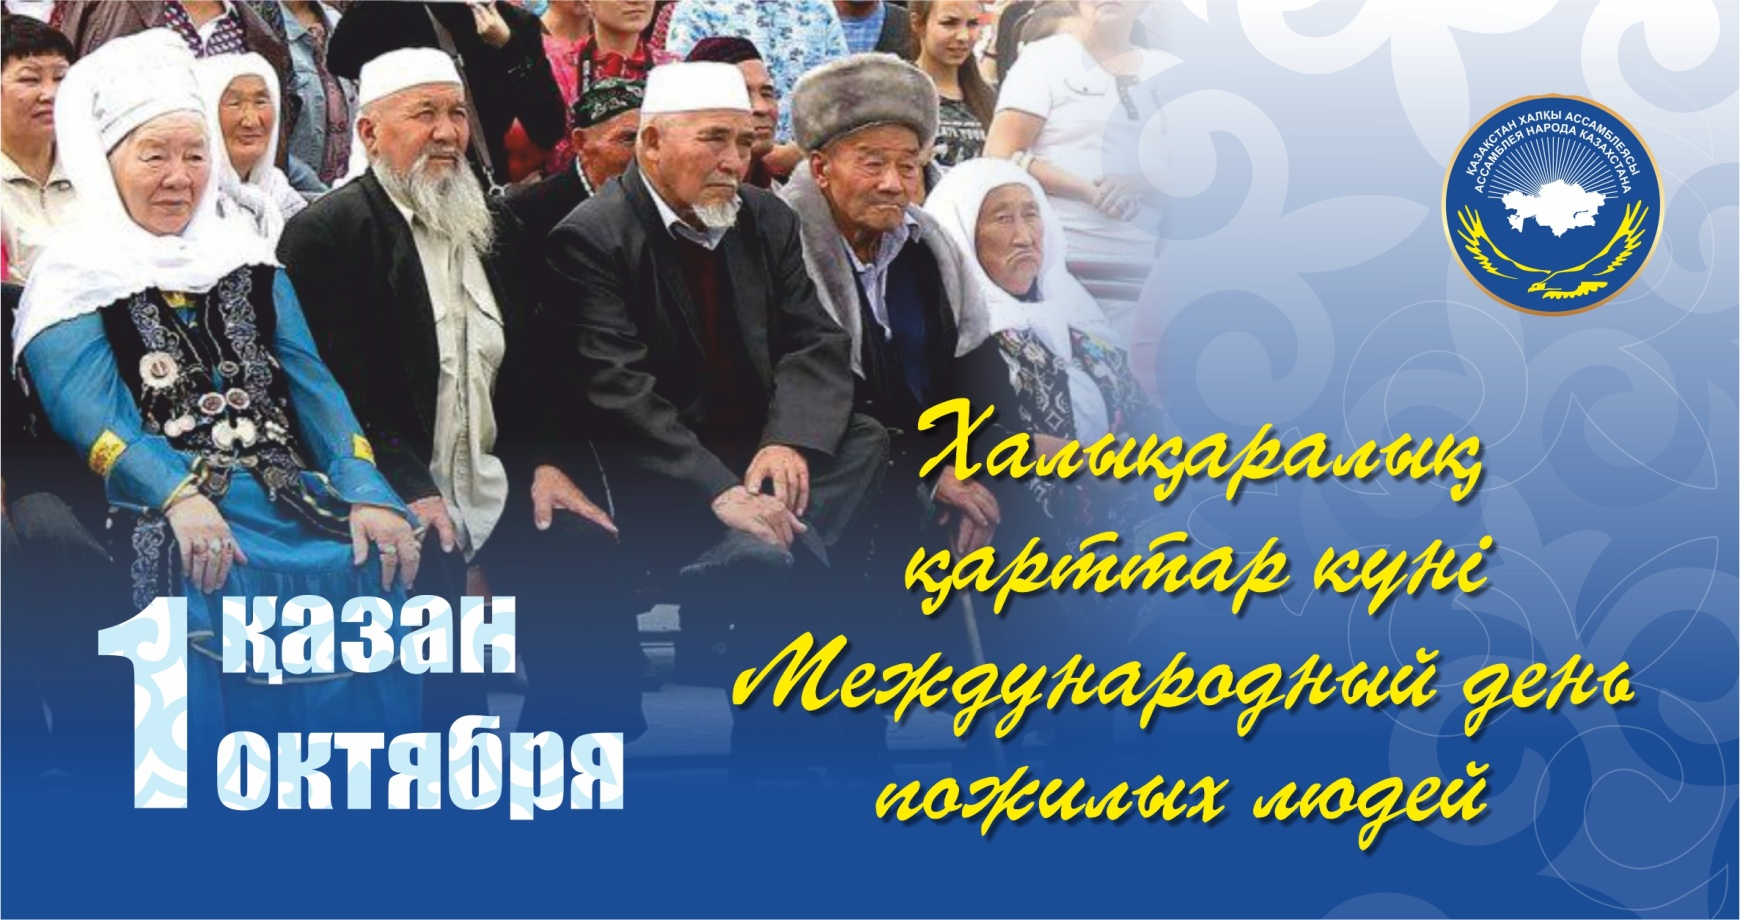 ҚАЗАҚСТАН ХАЛҚЫ АССАМБЛЕЯСЫ
АССАМБЛЕЯ НАРОДА КАЗАХСТАНА
Халықаралық
қарттар күні
Международный день
пожилых людей
1 қазан
октября